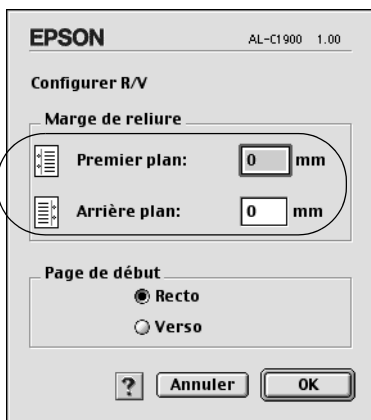 EPSON AL-C1900 1.00
Configurer R/V
Marge de reliure
Premier plan: 0 mm
Arrière plan: 0 mm
Page de début
Recto
Verso
? Annuler OK